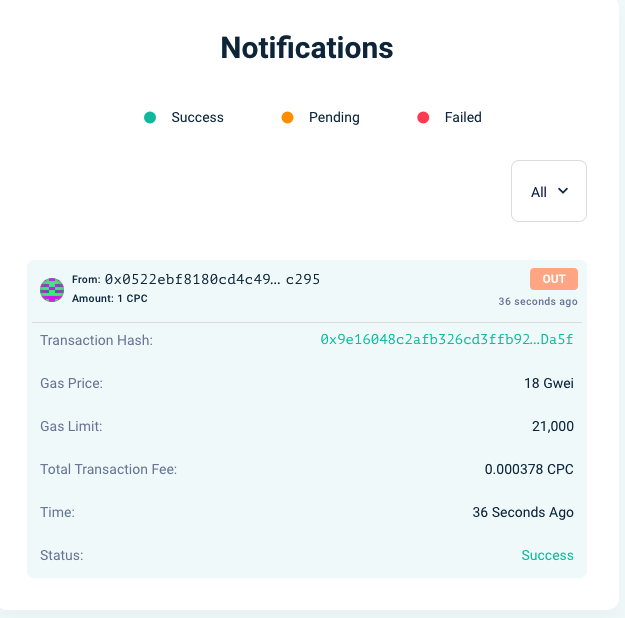 Notifications
Success Pending Failed
All
From: 0x0522ebf8180cd4c49... c295 OUT
Amount: 1 CPC 36 seconds ago
Transaction Hash: 0x9e16048c2afb326cd3ffb92...Da5f
Gas Price: 18 Gwei
Gas Limit: 21,000
Total Transaction Fee: 0.000378 CPC
Time: 36 Seconds Ago
Status: Success